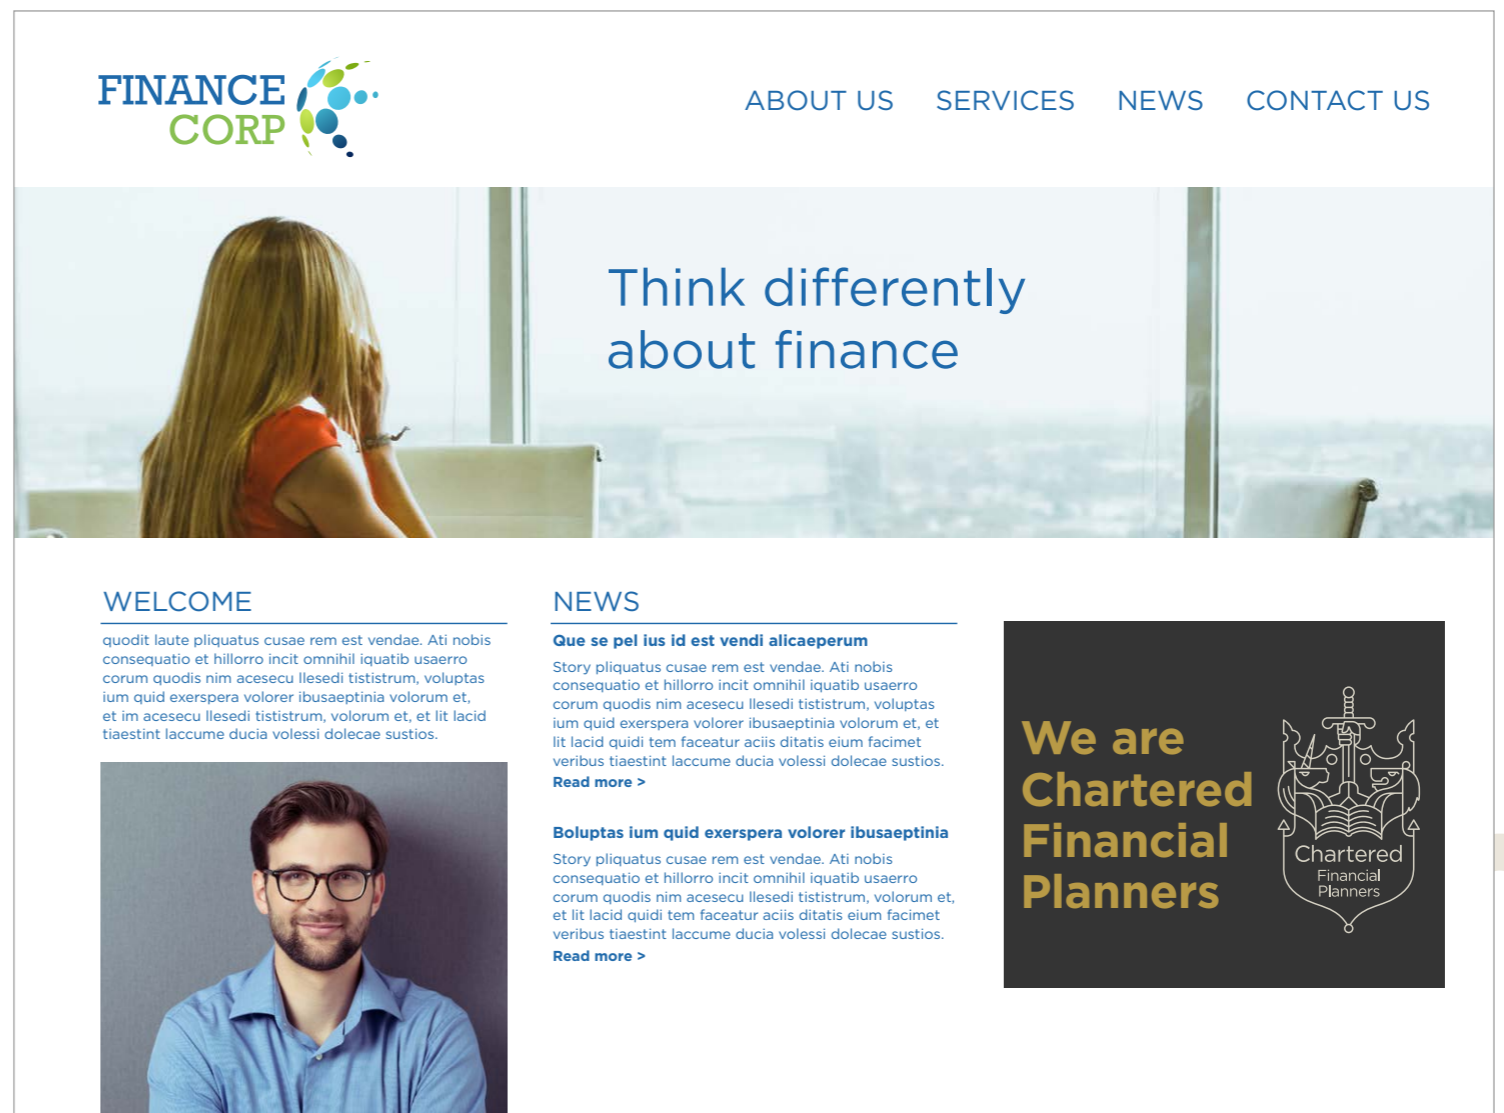 FINANCE
CORP
ABOUT US SERVICES NEWS CONTACT US
Think differently
about finance
WELCOME
quodit laute pliquatus cusae rem est vendae. Ati nobis
consequatio et hillorro incit omnihil iquatib usaerro
corum quodis nim acesecu llesedi tististrum, voluptas
ium quid exerspera volorer ibusaeptinia volorum et,
et im acesecu llesedi tististrum, volorum et, et lit lacid
tiaestint laccume ducia volessi dolecae sustios.
NEWS
Que se pel ius id est vendi alicaeperum
Story pliquatus cusae rem est vendae. Ati nobis
consequatio et hillorro incit omnihil iquatib usaerro
corum quodis nim acesecu llesedi tististrum, voluptas
ium quid exerspera volorer ibusaeptinia volorum et, et
lit lacid quidi tem faceatur aciis ditatis eium facimet
veribus tiaestint laccume ducia volessi dolecae sustios.
Read more >
Boluptas ium quid exerspera volorer ibusaeptinia
Story pliquatus cusae rem est vendae. Ati nobis
consequatio et hillorro incit omnihil iquatib usaerro
corum quodis nim acesecu llesedi tististrum, volorum et,
et lit lacid quidi tem faceatur aciis ditatis eium facimet
veribus tiaestint laccume ducia volessi dolecae sustios.
Read more >
We are
Chartered
Financial
Planners
Chartered
Financial
Planners